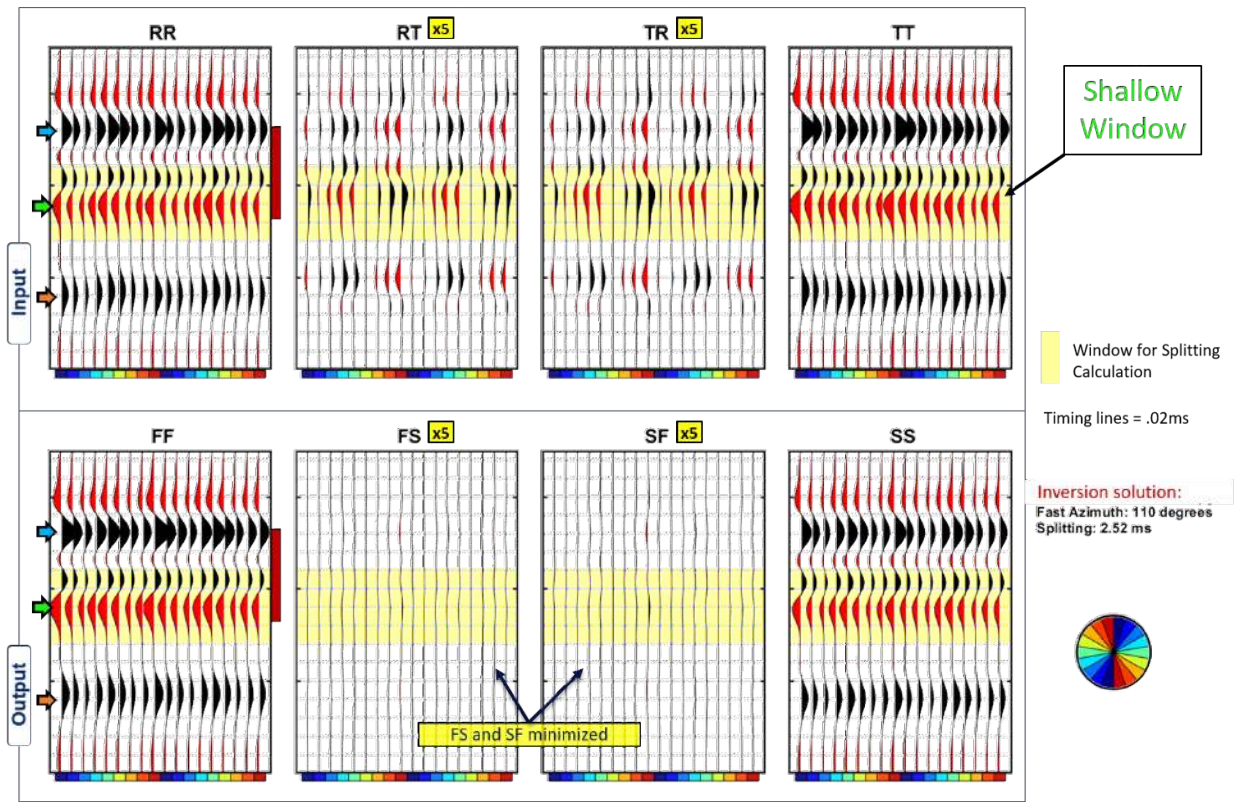 RR
RT x5
TR x5
TT
Shallow
Window
Input
Window for Splitting
Calculation
Timing lines = .02ms
FF
FS x5
SF x5
SS
Inversion solution:
Fast Azimuth: 110 degrees
Splitting: 2.52 ms
Output
FS and SF minimized